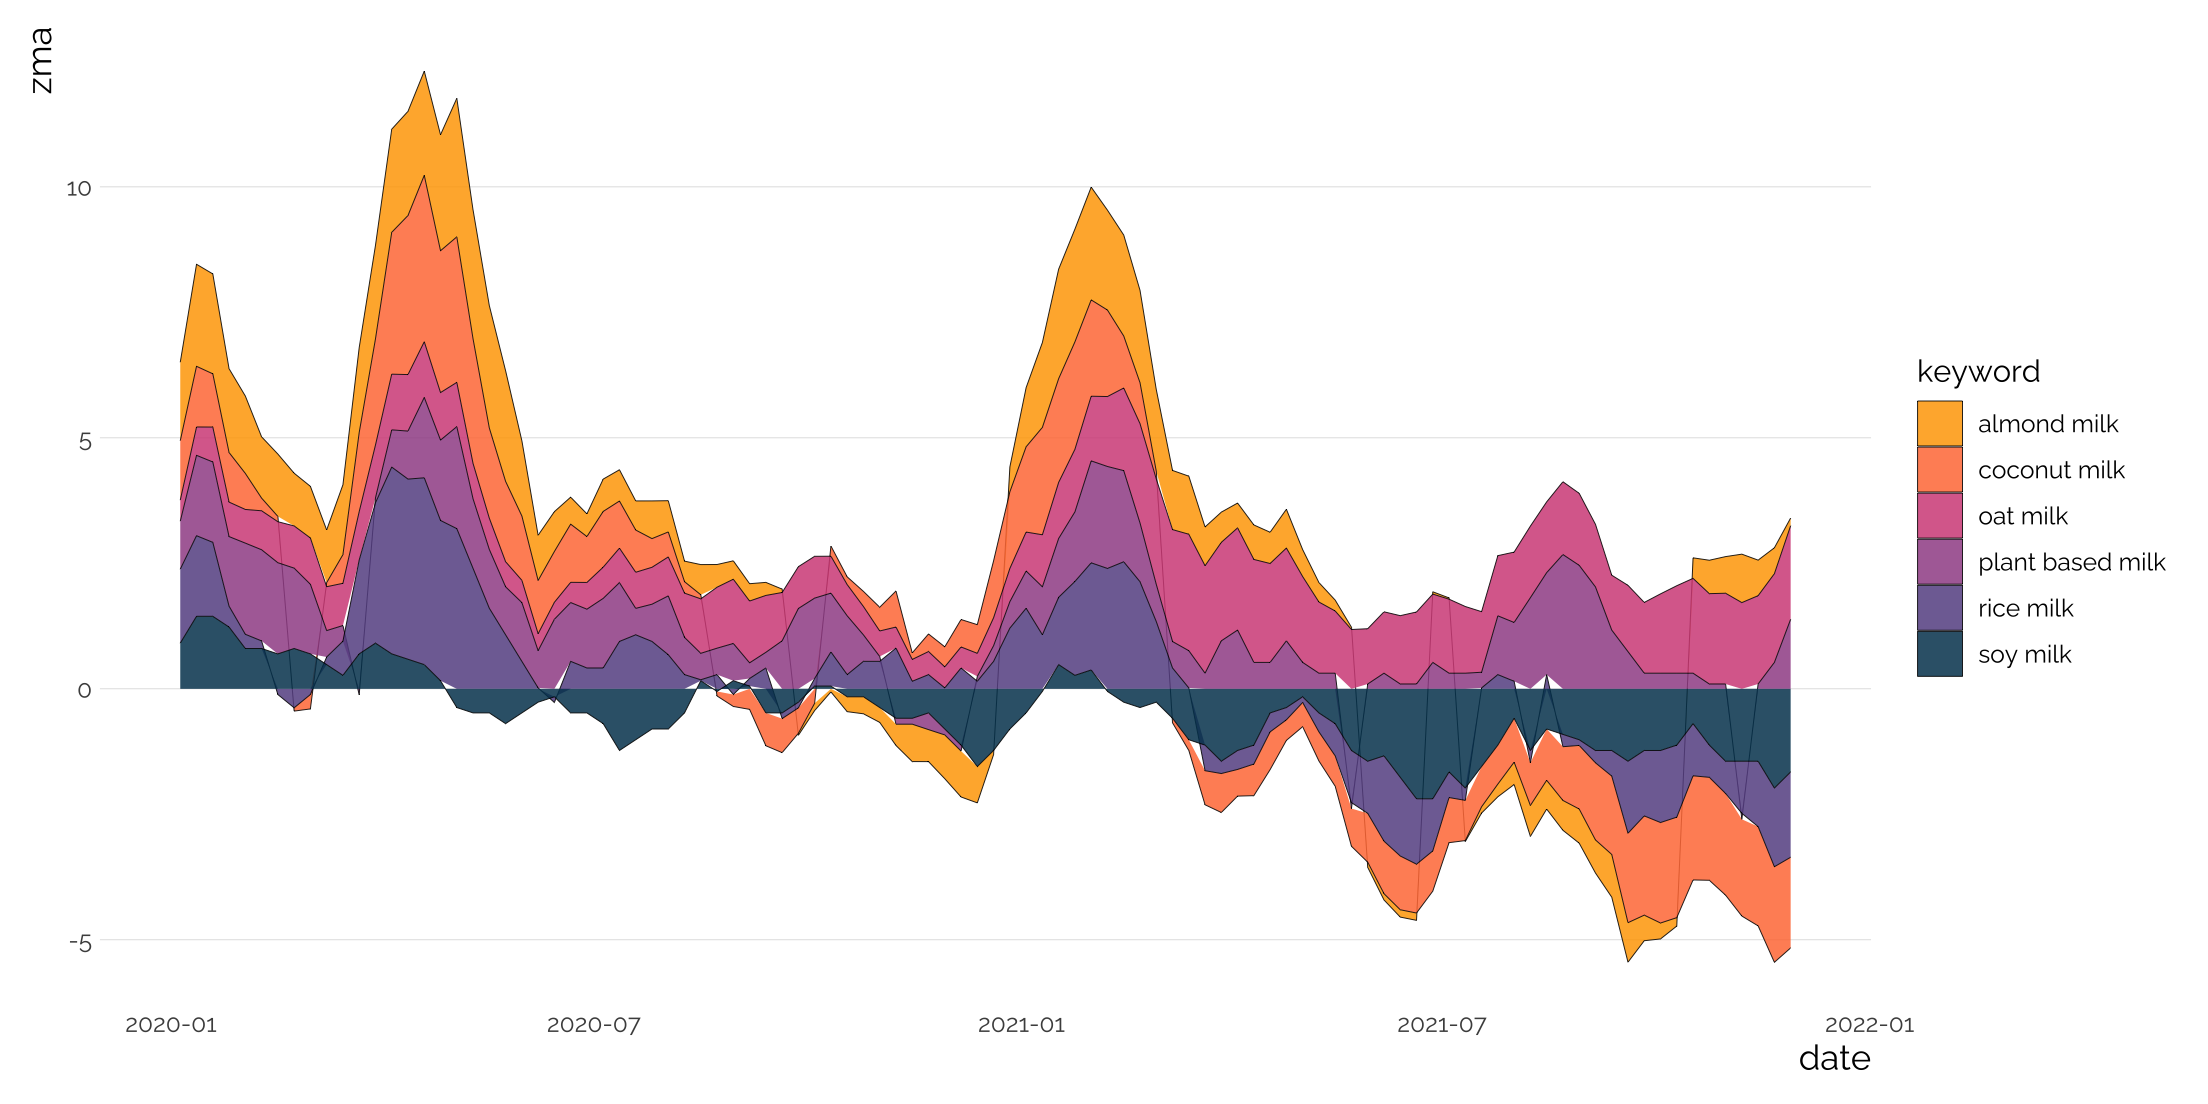 zma
10
5
0
-5
2020-01
2020-07
2021-01
2021-07
2022-01
date
keyword
almond milk
coconut milk
oat milk
plant based milk
rice milk
soy milk